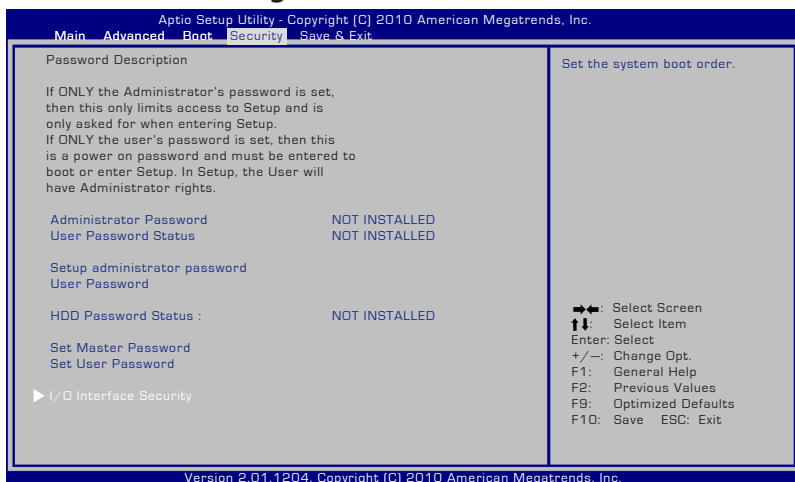 Aptio Setup Utility - Copyright (C) 2010 American Megatrends, Inc.
Main Advanced Boot Security Save & Exit
Password Description
If ONLY the Administrator's password is set,
then this only limits access to Setup and is
only asked for when entering Setup.
If ONLY the user's password is set, then this
is a power on password and must be entered to
boot or enter Setup. In Setup, the User will
have Administrator rights.
Administrator Password NOT INSTALLED
User Password Status NOT INSTALLED
Setup administrator password
User Password
HDD Password Status : NOT INSTALLED
Set Master Password
Set User Password
I/O Interface Security
Set the system boot order.
→←: Select Screen
↑↓: Select Item
Enter: Select
+/—: Change Opt.
F1: General Help
F2: Previous Values
F9: Optimized Defaults
F10: Save ESC: Exit
Version 2.01.1204. Copyright (C) 2010 American Megatrends, Inc.